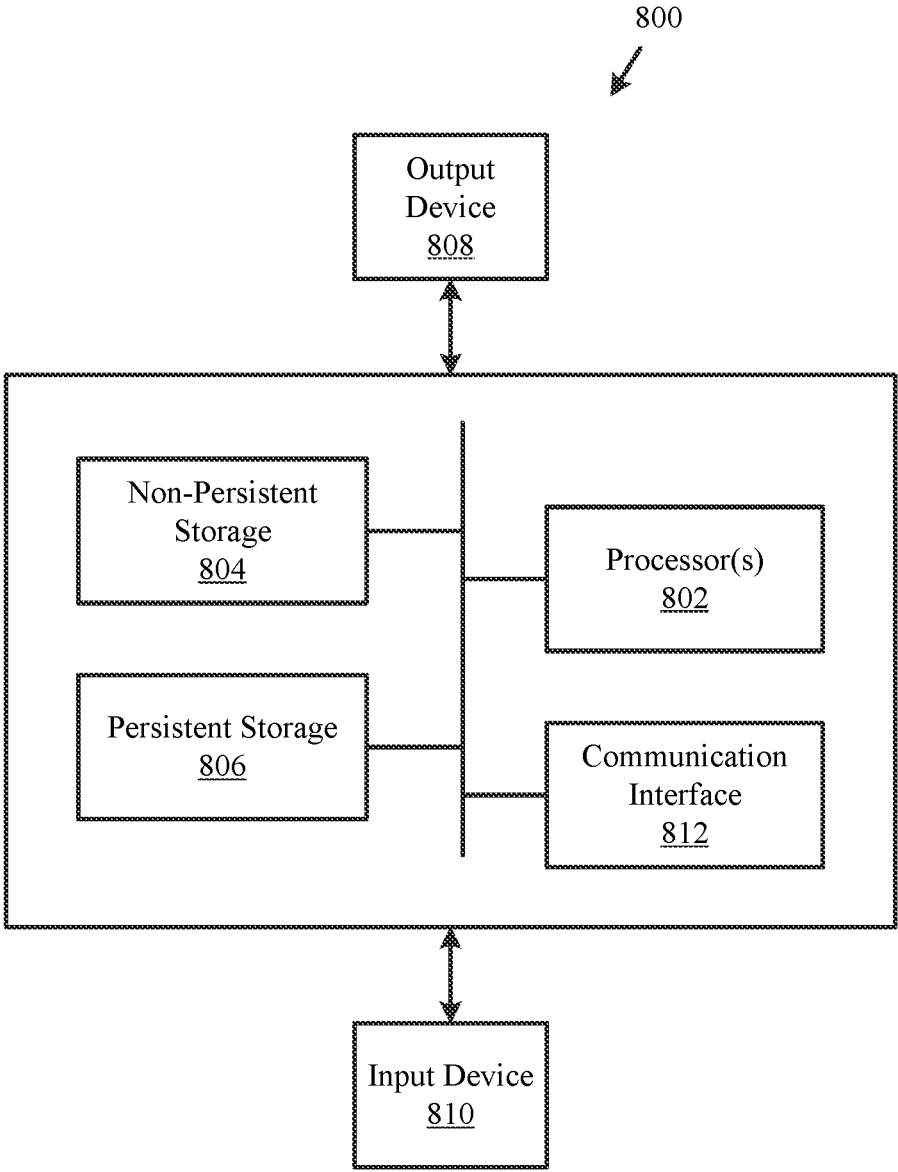 800
Output
Device
808
Non-Persistent
Storage
804
Processor(s)
802
Persistent Storage
806
Communication
Interface
812
Input Device
810